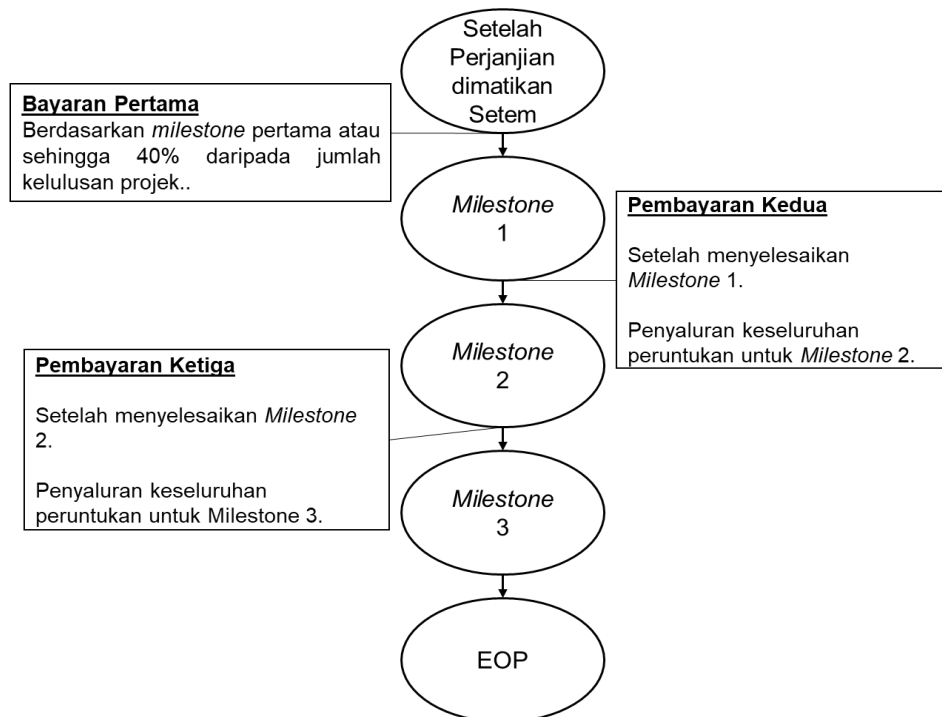 Setelah
Perjanjian
dimatikan
Setem
Bayaran Pertama
Berdasarkan milestone pertama atau
sehingga 40% daripada jumlah
kelulusan projek..
Milestone
1
Pembayaran Kedua
Setelah menyelesaikan
Milestone 1.
Penyaluran keseluruhan
peruntukan untuk Milestone 2.
Milestone
2
Pembayaran Ketiga
Setelah menyelesaikan Milestone
2.
Penyaluran keseluruhan
peruntukan untuk Milestone 3.
Milestone
3
EOP